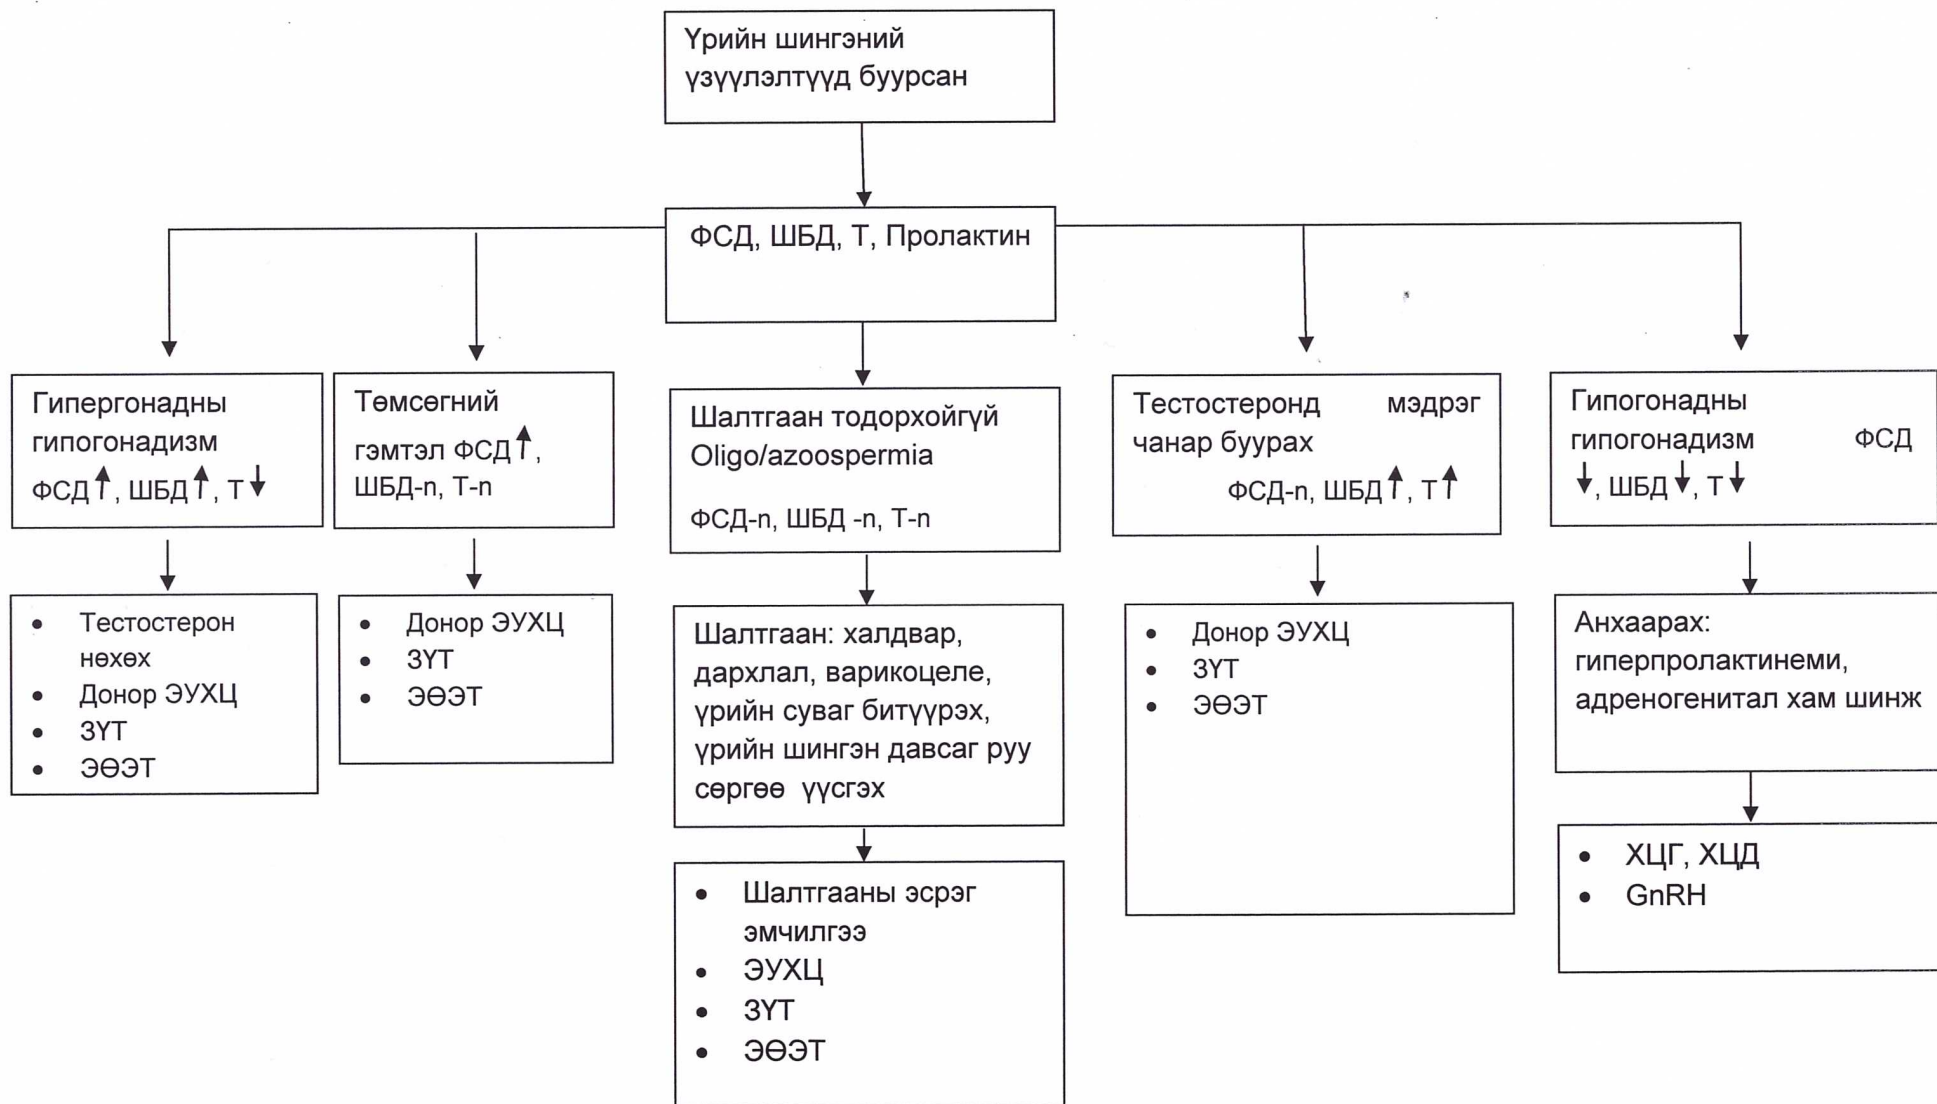 Үрийн шингэний
үзүүлэлтүүд буурсан
ФСД, ШБД, Т, Пролактин
Гипергонадны
гипогонадизм
ФСД↑, ШБД↑, Т↓
Төмсөгний
гэмтэл ФСД↑,
ШБД-n, Т-n
Шалтгаан тодорхойгүй
Oligo/azoospermia
ФСД-n, ШБД -n, Т-n
Тестостеронд мэдрэг
чанар буурах
ФСД-n, ШБД↑, Т↑
Гипогонадны
гипогонадизм ФСД
↓, ШБД↓, Т↓
• Тестостерон
нөхөх
• Донор ЭУХЦ
• ЗҮТ
• ЭӨЭТ
• Донор ЭУХЦ
• ЗҮТ
• ЭӨЭТ
Шалтгаан: халдвар,
дархлал, варикоцеле,
үрийн суваг битүүрэх,
үрийн шингэн давсаг руу
сөргөө үүсгэх
• Донор ЭУХЦ
• ЗҮТ
• ЭӨЭТ
Анхаарах:
гиперпролактинеми,
адреногенитал хам шинж
• Шалтгааны эсрэг
эмчилгээ
• ЭУХЦ
• ЗҮТ
• ЭӨЭТ
• ХЦГ, ХЦД
• GnRH